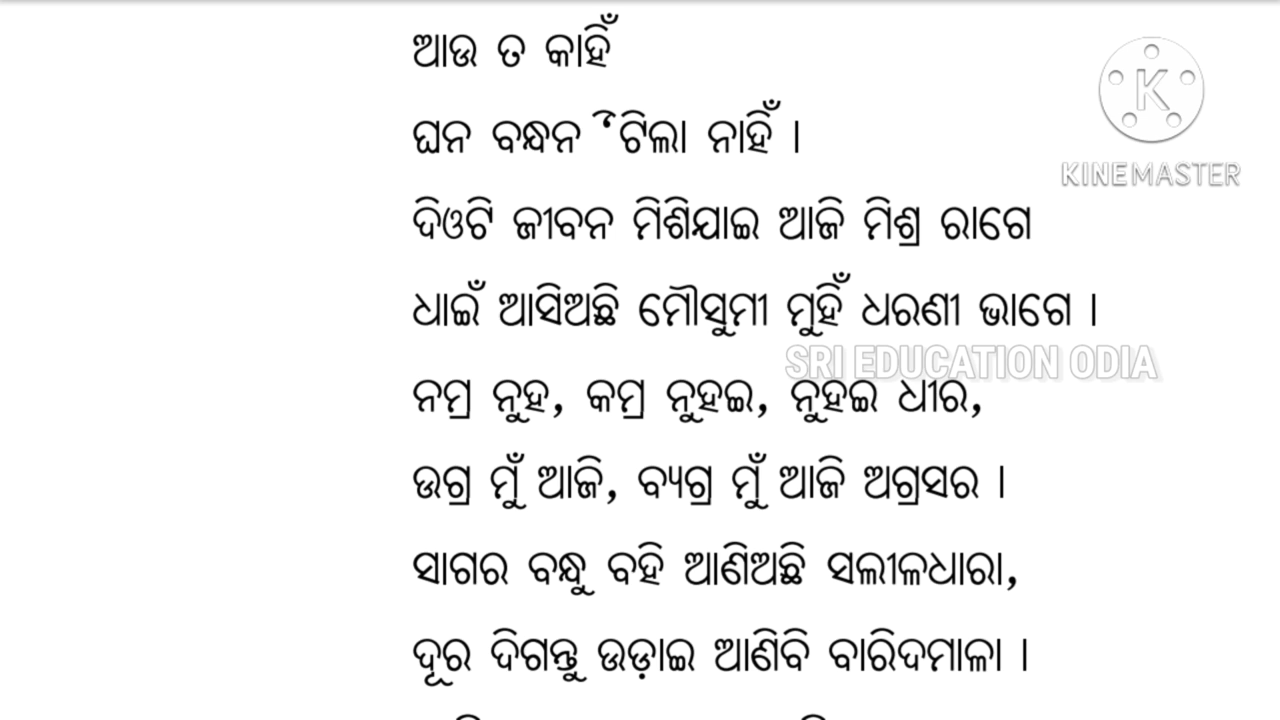 ଆଉ ତ କାହିଁ
ଘନ ବନ୍ଧନ ଟିଲା ନାହିଁ ।
ଦିଓଟି ଜୀବନ ମିଶିଯାଇ ଆଜି ମିଶ୍ର ରାଗେ
ଧାଇଁ ଆସିଅଛି ମୌସୁମୀ ମୁହିଁ ଧରଣୀ ଭାଗେ ।
ନମ୍ର ନୁହ, କମ୍ର ନୁହଇ, ନୁହଇ ଧୀର,
ଉଗ୍ର ମୁଁ ଆଜି, ବ୍ୟଗ୍ର ମୁଁ ଆଜି ଅଗ୍ରସର ।
ସାଗର ବନ୍ଧୁ ବହି ଆଣିଅଛି ସଲୀଳଧାରା,
ଦୂର ଦିଗନ୍ତୁ ଉଡ଼ାଇ ଆଣିବି ବାରିଦମାଳା ।
K
KINEMASTER
SRI EDUCATION ODIA